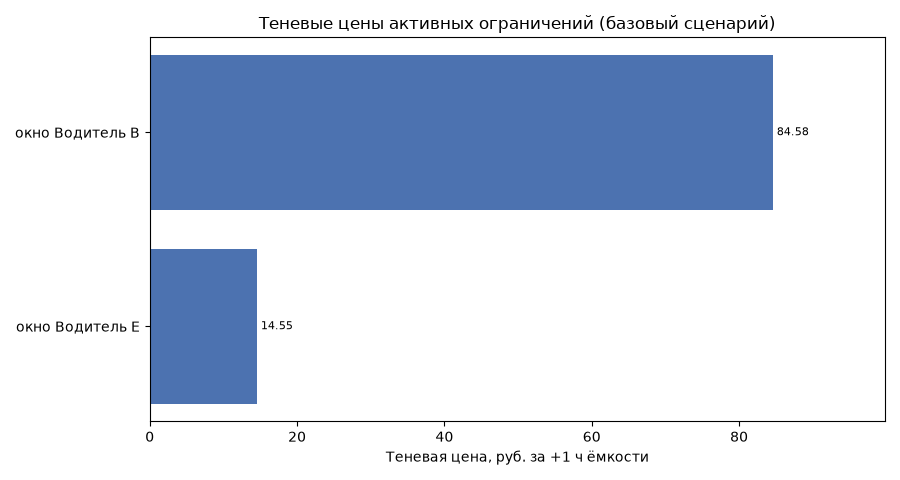 Теневые цены активных ограничений (базовый сценарий)
окно Водитель B
84.58
окно Водитель E
14.55
0 20 40 60 80
Теневая цена, руб. за +1 ч ёмкости